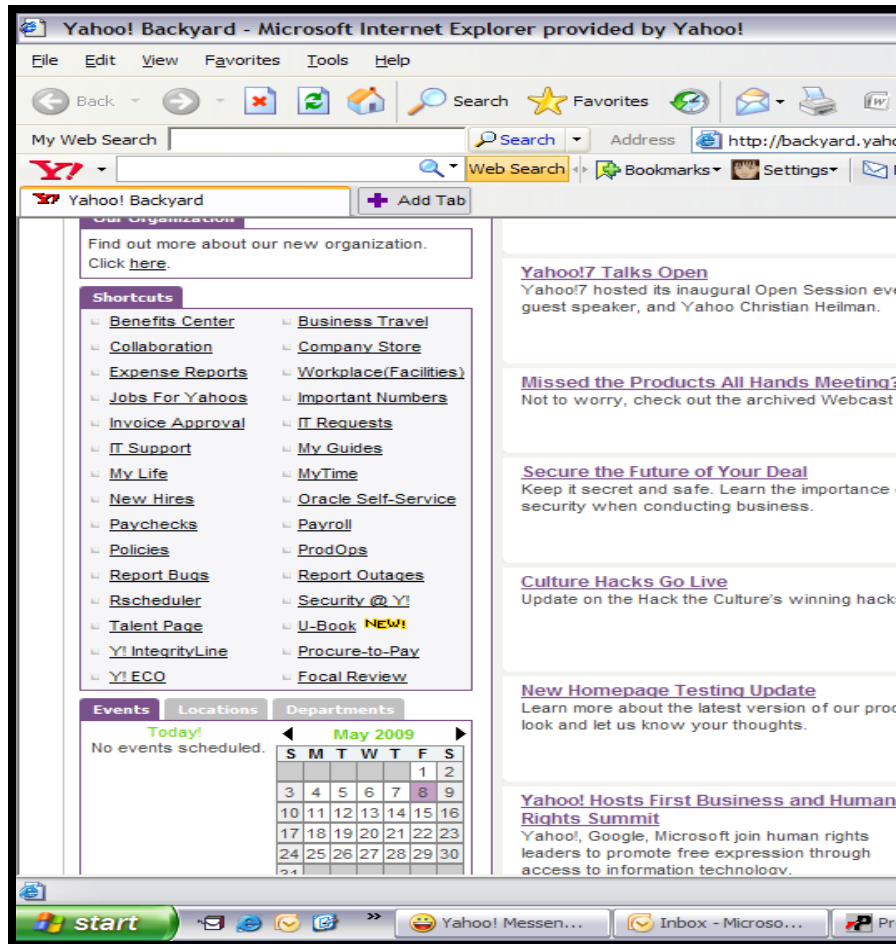 Yahoo! Backyard - Microsoft Internet Explorer provided by Yahoo!
File Edit View Favorites Tools Help
Back Search Favorites
My Web Search Search Address http://backyard.yaho
Y! Web Search Bookmarks Settings
Y! Yahoo! Backyard Add Tab
Our Organization
Find out more about our new organization.
Click here.
Shortcuts
Benefits Center Business Travel
Collaboration Company Store
Expense Reports Workplace(Facilities)
Jobs For Yahoos Important Numbers
Invoice Approval IT Requests
IT Support My Guides
My Life MyTime
New Hires Oracle Self-Service
Paychecks Payroll
Policies ProdOps
Report Bugs Report Outages
Rscheduler Security @ Y!
Talent Page U-Book NEW!
Y! IntegrityLine Procure-to-Pay
Y! ECO Focal Review
Events Locations Departments
Today!
No events scheduled.
May 2009
S M T W T F S
1 2
3 4 5 6 7 8 9
10 11 12 13 14 15 16
17 18 19 20 21 22 23
24 25 26 27 28 29 30
31
Yahoo!7 Talks Open
Yahoo!7 hosted its inaugural Open Session eve
guest speaker, and Yahoo Christian Heilman.
Missed the Products All Hands Meeting?
Not to worry, check out the archived Webcast
Secure the Future of Your Deal
Keep it secret and safe. Learn the importance
security when conducting business.
Culture Hacks Go Live
Update on the Hack the Culture's winning hack
New Homepage Testing Update
Learn more about the latest version of our proc
look and let us know your thoughts.
Yahoo! Hosts First Business and Human
Rights Summit
Yahoo!, Google, Microsoft join human rights
leaders to promote free expression through
access to information technology.
start » Yahoo! Messen... Inbox - Microso... Pr